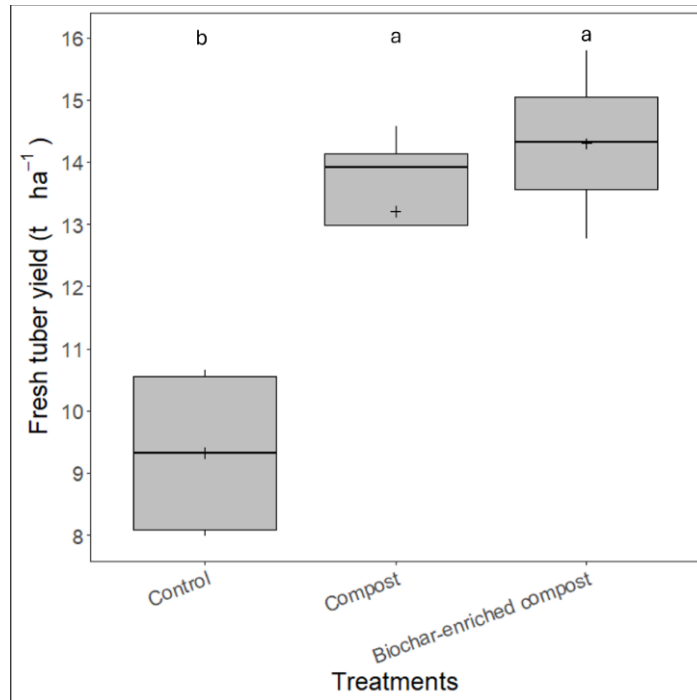 b a a
16
15
14
13
12
11
10
9
8
Fresh tuber yield (t ha⁻¹)
Control
Compost
Biochar-enriched compost
Treatments